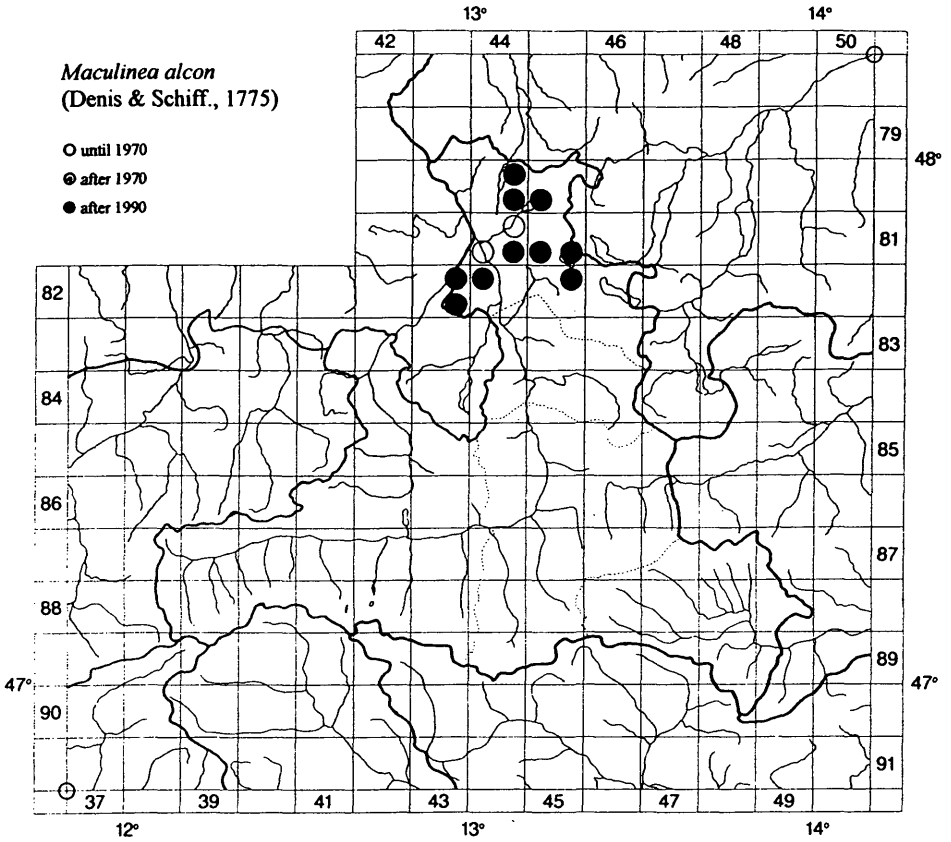 13° 14°
42 44 46 48 50
Maculinea alcon
(Denis & Schiff., 1775)
until 1970
after 1970
after 1990
79
48°
81
82
83
84
85
86
87
88
89
47° 47°
90
91
37 39 41 43 45 47 49
12° 13° 14°